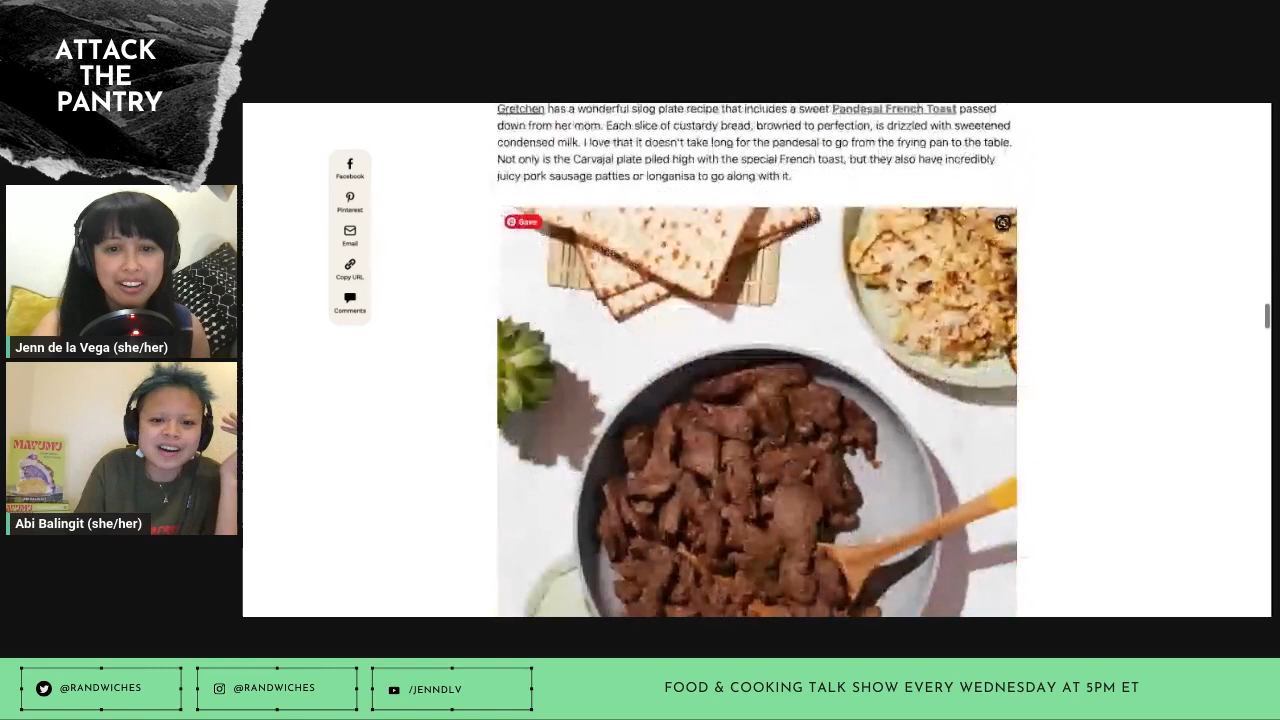 ATTACK
THE
PANTRY
Gretchen has a wonderful silog plate recipe that includes a sweet Pandesal French Toast passed
down from her mom. Each slice of custardy bread, browned to perfection, is drizzled with sweetened
condensed milk. I love that it doesn't take long for the pandesal to go from the frying pan to the table.
Not only is the Carvajal plate piled high with the special French toast, but they also have incredibly
juicy pork sausage patties or longanisa to go along with it.
Facebook
Pinterest
Email
Copy URL
Comments
Save
Jenn de la Vega (she/her)
MAYUMU
Abi Balingit (she/her)
@RANDWICHES
@RANDWICHES
/JENNDLV
FOOD & COOKING TALK SHOW EVERY WEDNESDAY AT 5PM ET